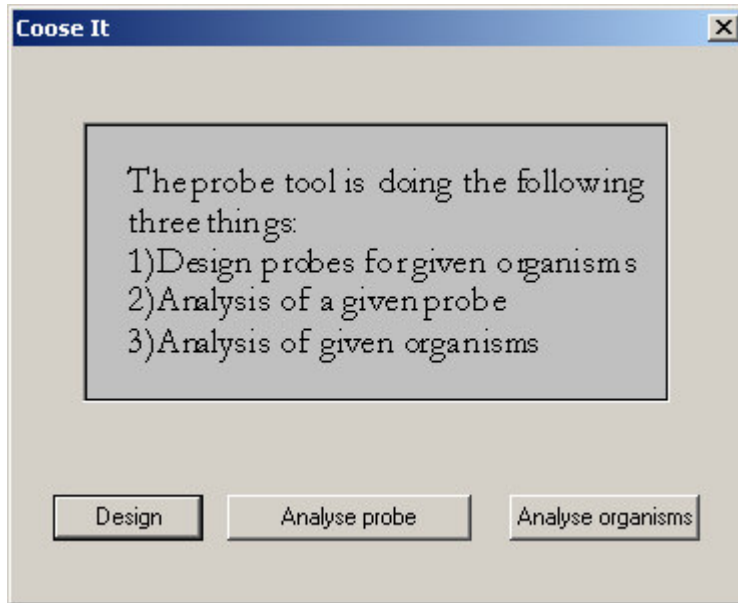 Coose It
The probe tool is doing the following
three things:
1)Design probes for given organisms
2)Analysis of a given probe
3)Analysis of given organisms
Design
Analyse probe
Analyse organisms